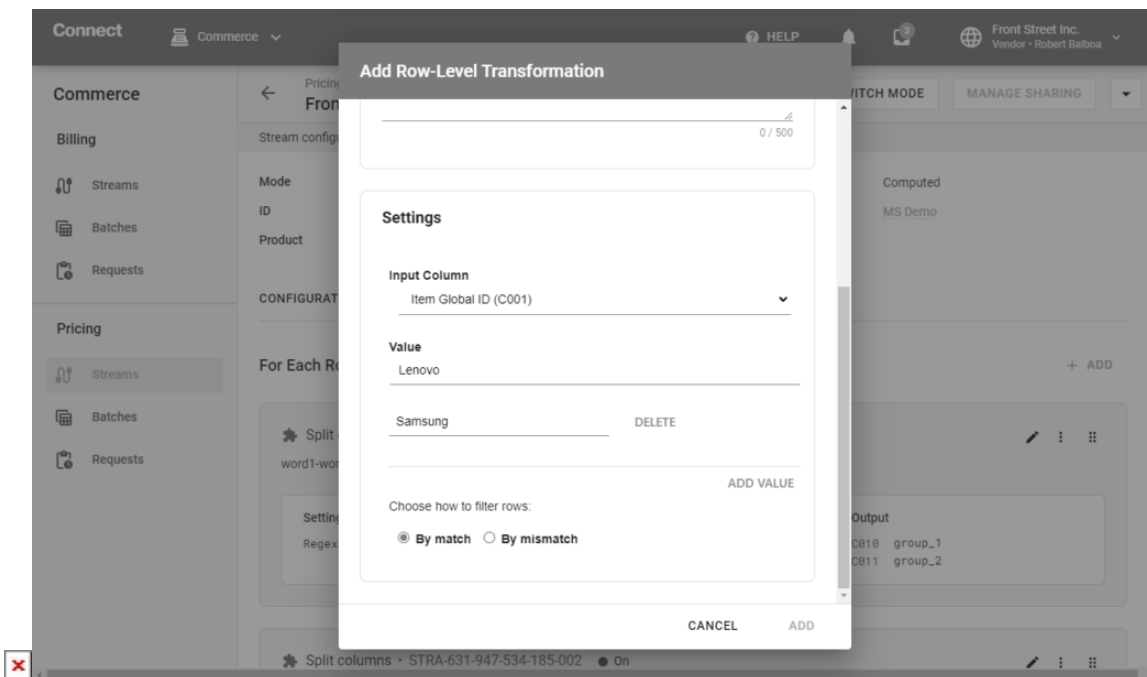 Connect
Commerce
HELP
3
Front Street Inc.
Vendor • Robert Balboa
Add Row-Level Transformation
Commerce
Pricing
Fron
ITCH MODE
MANAGE SHARING
Billing
Stream configu
0 / 500
Streams
Mode
Computed
ID
MS Demo
Batches
Settings
Product
Requests
Input Column
CONFIGURAT
Item Global ID (C001)
Pricing
Value
For Each Ro
Lenovo
+ ADD
Streams
Batches
Samsung
DELETE
Split
Requests
word1-wor
ADD VALUE
Choose how to filter rows:
Setting
Output
By match
By mismatch
Regex
C010 group_1
C011 group_2
CANCEL
ADD
Split columns • STRA-631-947-534-185-002
On